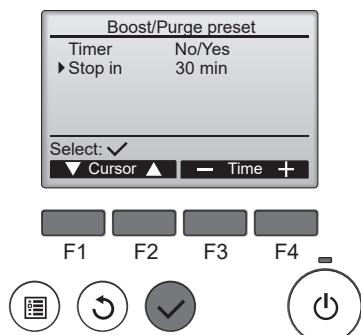 Boost/Purge preset
Timer No/Yes
Stop in 30 min
Select:
Cursor — Time +
F1 F2 F3 F4